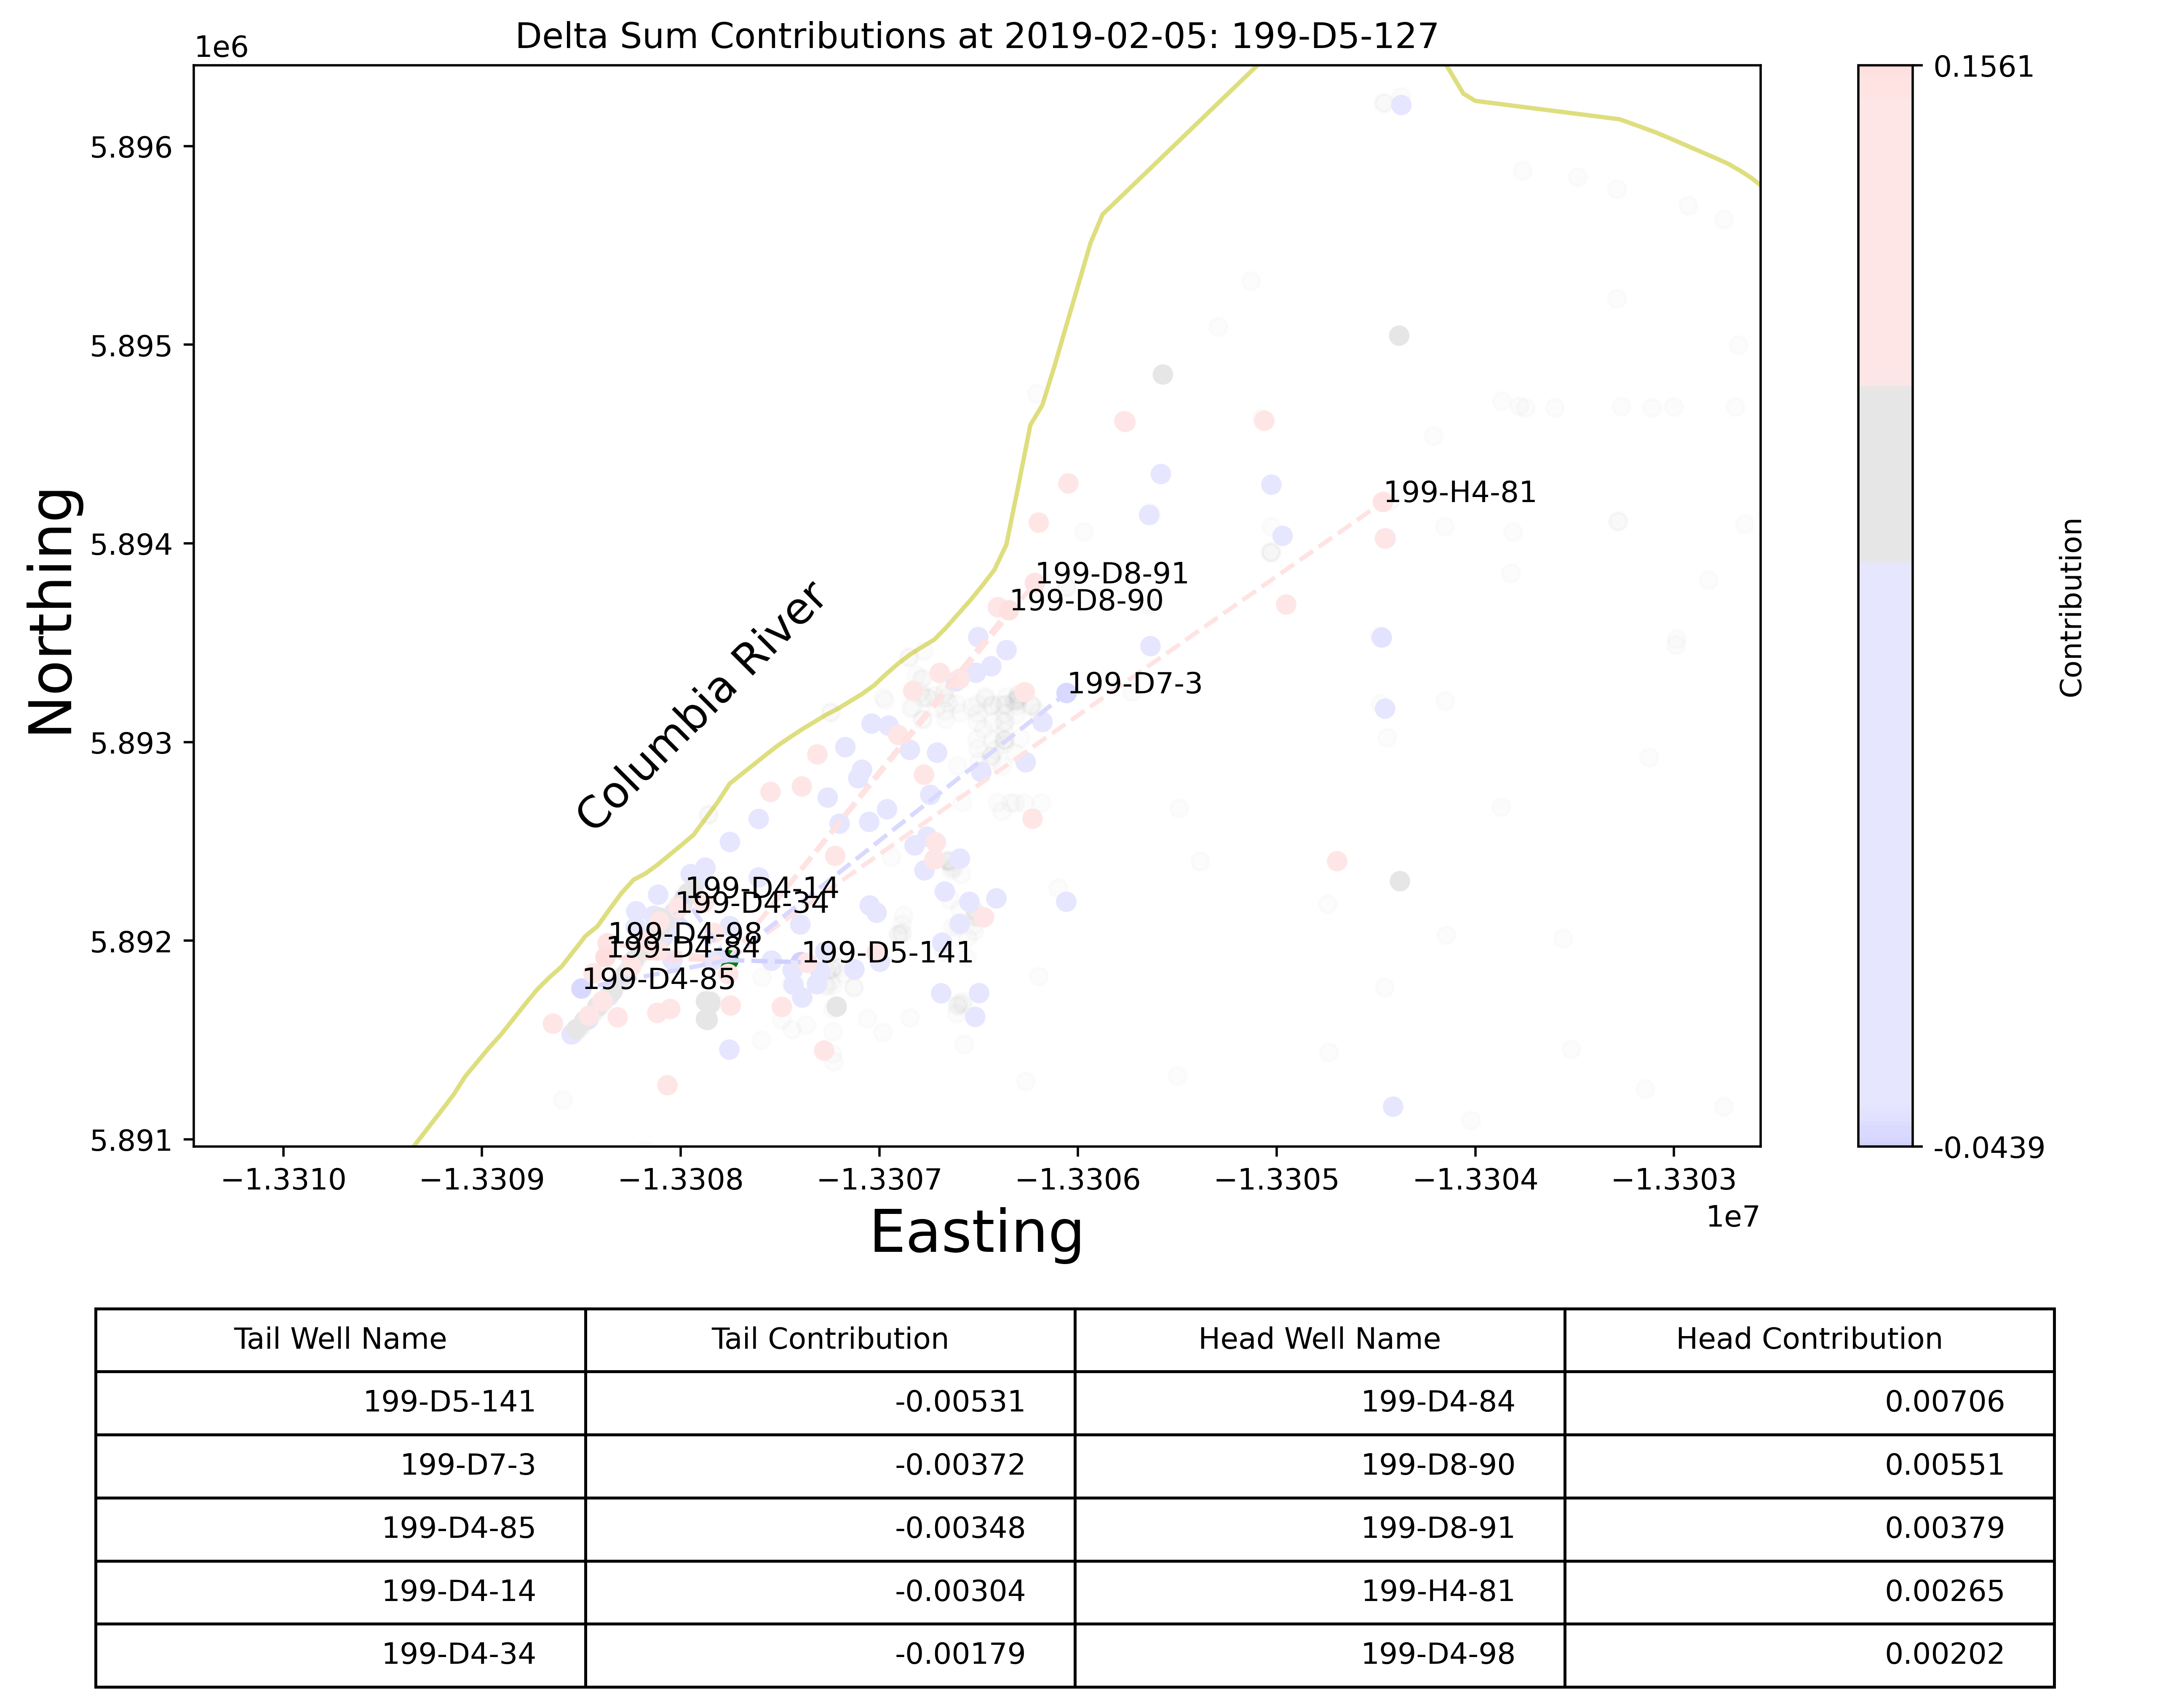 Delta Sum Contributions at 2019-02-05: 199-D5-127
1e6
0.1561
5.896
5.895
5.894
5.893
5.892
5.891
Northing
Columbia River
199-H4-81
199-D8-91
199-D8-90
199-D7-3
199-D4-14
199-D4-34
199-D4-98
199-D4-84
199-D5-141
199-D4-85
Contribution
-0.0439
−1.3310 −1.3309 −1.3308 −1.3307 −1.3306 −1.3305 −1.3304 −1.3303
1e7
Easting
Tail Well Name Tail Contribution Head Well Name Head Contribution
199-D5-141 -0.00531 199-D4-84 0.00706
199-D7-3 -0.00372 199-D8-90 0.00551
199-D4-85 -0.00348 199-D8-91 0.00379
199-D4-14 -0.00304 199-H4-81 0.00265
199-D4-34 -0.00179 199-D4-98 0.00202